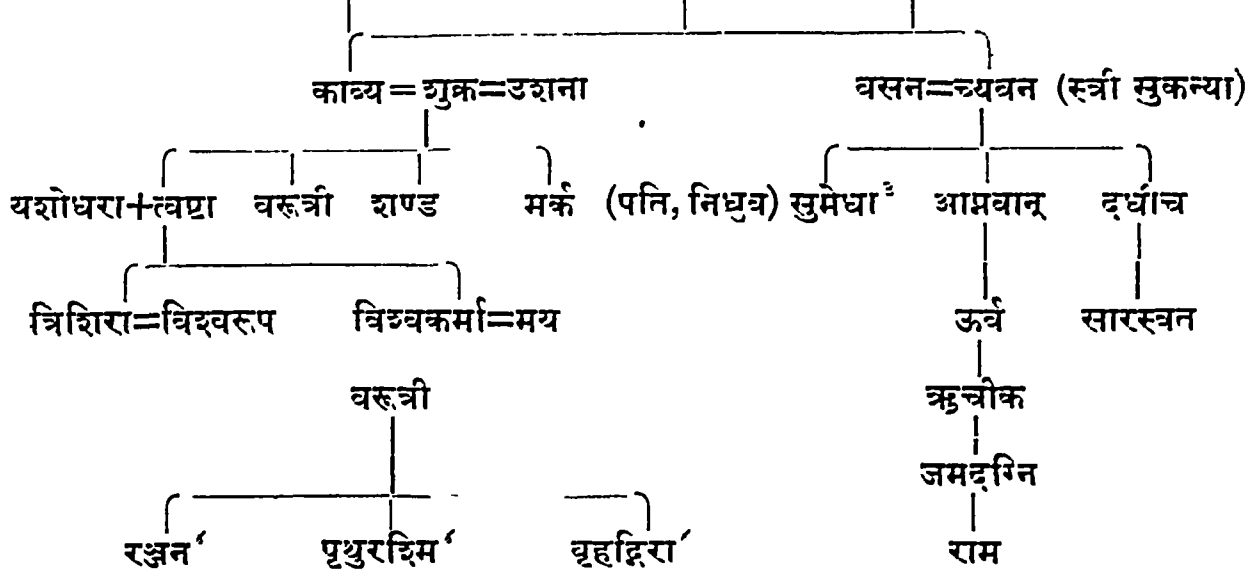 काव्य=शुक्र=उशना वसन=च्यवन (स्त्री सुकन्या)
यशोधरा+त्वष्टा वरूत्री शण्ड मर्क (पति, निध्रुव) सुमेधा³ आप्नवान् दधीच
त्रिशिरा=विश्वरूप विश्वकर्मा=मय ऊर्व सारस्वत
वरूत्री ऋचीक
जमदग्नि
रञ्जन पृथुरश्मि बृहद्गिरा राम